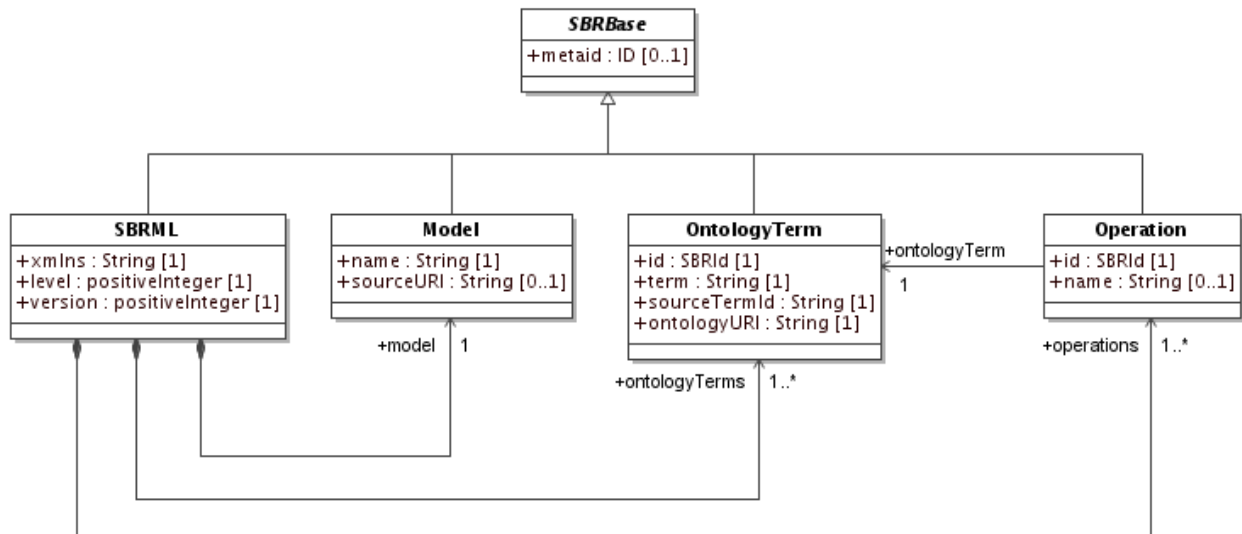 SBRBase
+metaid : ID [0..1]
SBRML
+xmlns : String [1]
+level : positiveInteger [1]
+version : positiveInteger [1]
Model
+name : String [1]
+sourceURI : String [0..1]
OntologyTerm
+id : SBRId [1]
+term : String [1]
+sourceTermId : String [1]
+ontologyURI : String [1]
+ontologyTerm
1
Operation
+id : SBRId [1]
+name : String [0..1]
+model
1
+ontologyTerms
1..*
+operations
1..*